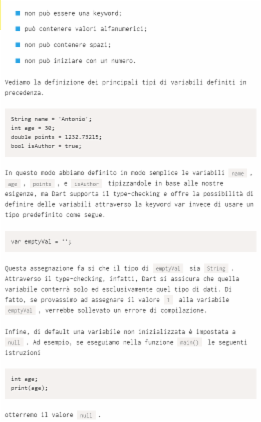 non può essere una keyword;
può contenere valori alfanumerici;
non può contenere spazi;
non può iniziare con un numero.
Vediamo la definizione dei principali tipi di variabili definiti in
precedenza.
String name = 'Antonio';
int age = 30;
double points = 1232.73215;
bool isAuthor = true;
In questo modo abbiamo definito in modo semplice le variabili name ,
age , points , e isAuthor tipizzandole in base alle nostre
esigenze, ma Dart supporta il type-checking e offre la possibilità di
definire delle variabili attraverso la keyword var invece di usare un
tipo predefinito come segue.
var emptyVal = '';
Questa assegnazione fa sì che il tipo di emptyVal sia String .
Attraverso il type-checking, infatti, Dart si assicura che quella
variabile conterrà solo ed esclusivamente quel tipo di dati. Di
fatto, se provassimo ad assegnare il valore 1 alla variabile
emptyVal , verrebbe sollevato un errore di compilazione.
Infine, di default una variabile non inizializzata è impostata a
null . Ad esempio, se eseguiamo nella funzione main() le seguenti
istruzioni
int age;
print(age);
otterremo il valore null .